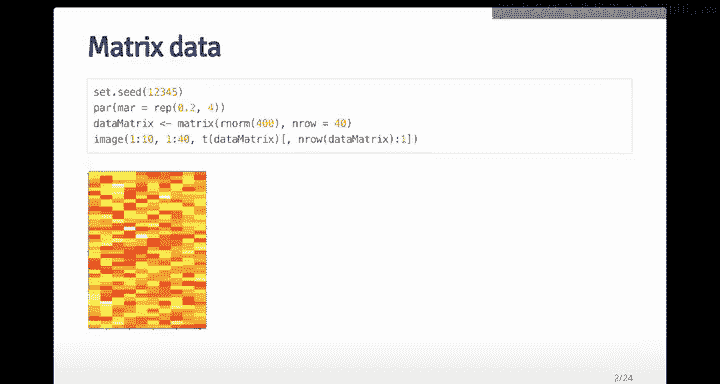 Matrix data
set.seed(12345)
par(mar = rep(0.2, 4))
dataMatrix <- matrix(rnorm(400), nrow = 40)
image(1:10, 1:40, t(dataMatrix)[, nrow(dataMatrix):1])
2/24